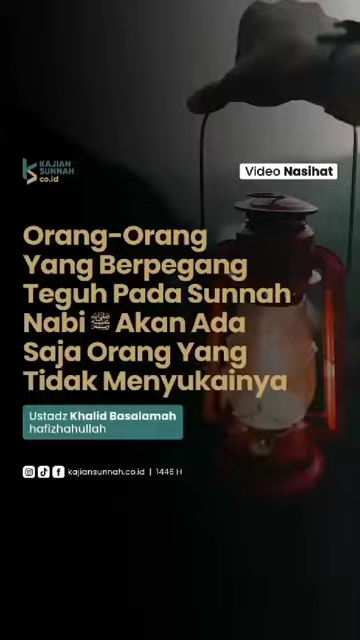 KAJIAN
SUNNAH
co.id
Video Nasihat
Orang-Orang
Yang Berpegang
Teguh Pada Sunnah
Nabi ﷺ Akan Ada
Saja Orang Yang
Tidak Menyukainya
Ustadz Khalid Basalamah
hafizhahullah
kajiansunnah.co.id | 1446 H